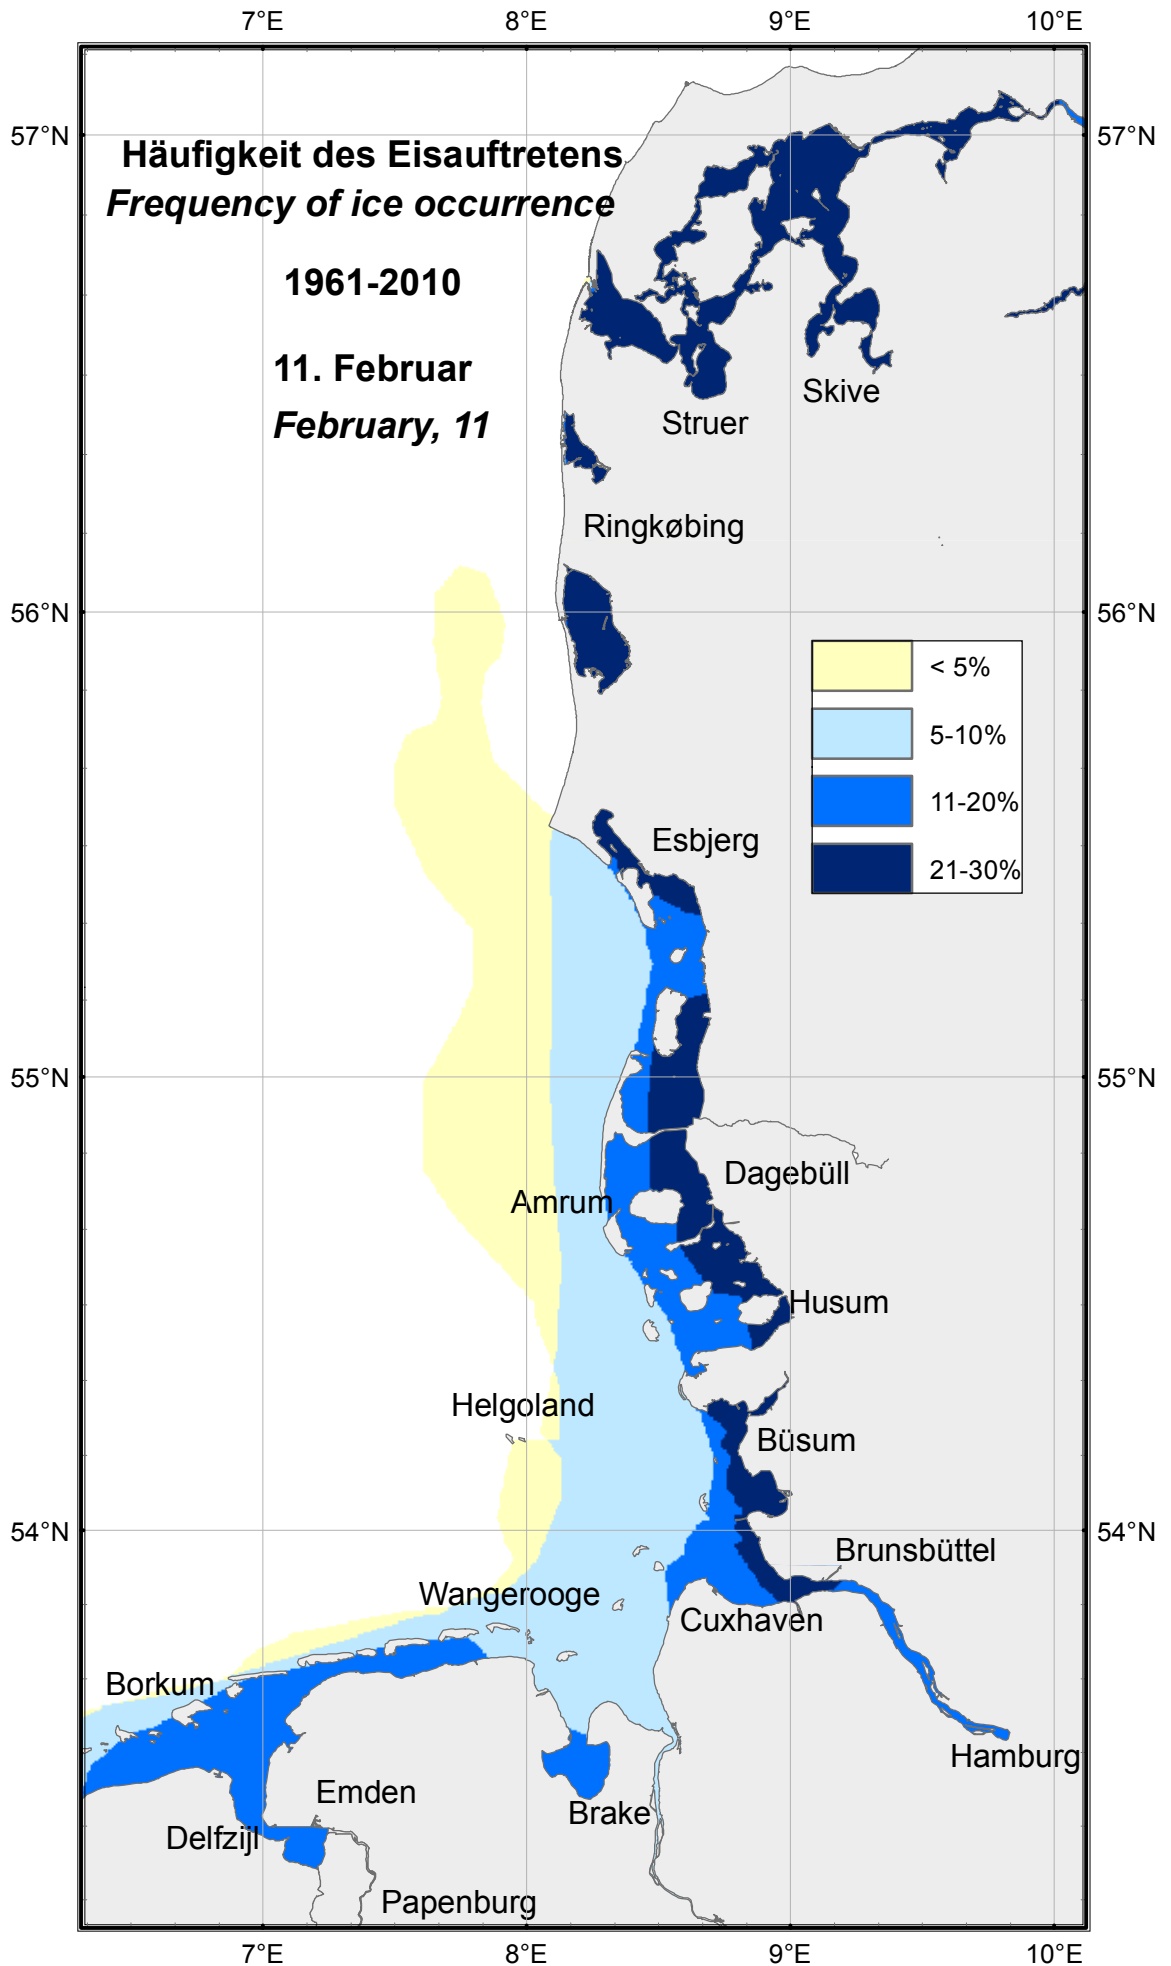 7°E
8°E
9°E
10°E
57°N
57°N
Häufigkeit des Eisauftretens
Frequency of ice occurrence
1961-2010
11. Februar
February, 11
Skive
Struer
Ringkøbing
56°N
56°N
< 5%
5-10%
11-20%
21-30%
Esbjerg
55°N
55°N
Dagebüll
Amrum
Husum
Helgoland
Büsum
54°N
54°N
Brunsbüttel
Wangerooge
Cuxhaven
Borkum
Hamburg
Emden
Brake
Delfzijl
Papenburg
7°E
8°E
9°E
10°E